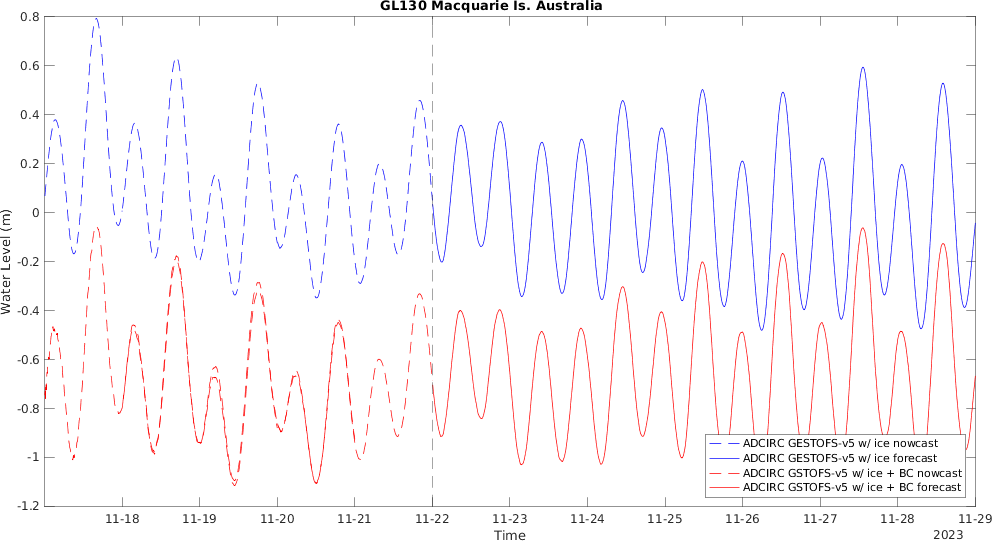 GL130 Macquarie Is. Australia
0.8
0.6
0.4
0.2
0
-0.2
-0.4
-0.6
-0.8
-1
-1.2
Water Level (m)
ADCIRC GESTOFS-v5 w/ ice nowcast
ADCIRC GESTOFS-v5 w/ ice forecast
ADCIRC GSTOFS-v5 w/ ice + BC nowcast
ADCIRC GSTOFS-v5 w/ ice + BC forecast
11-18 11-19 11-20 11-21 11-22 11-23 11-24 11-25 11-26 11-27 11-28 11-29
Time
2023